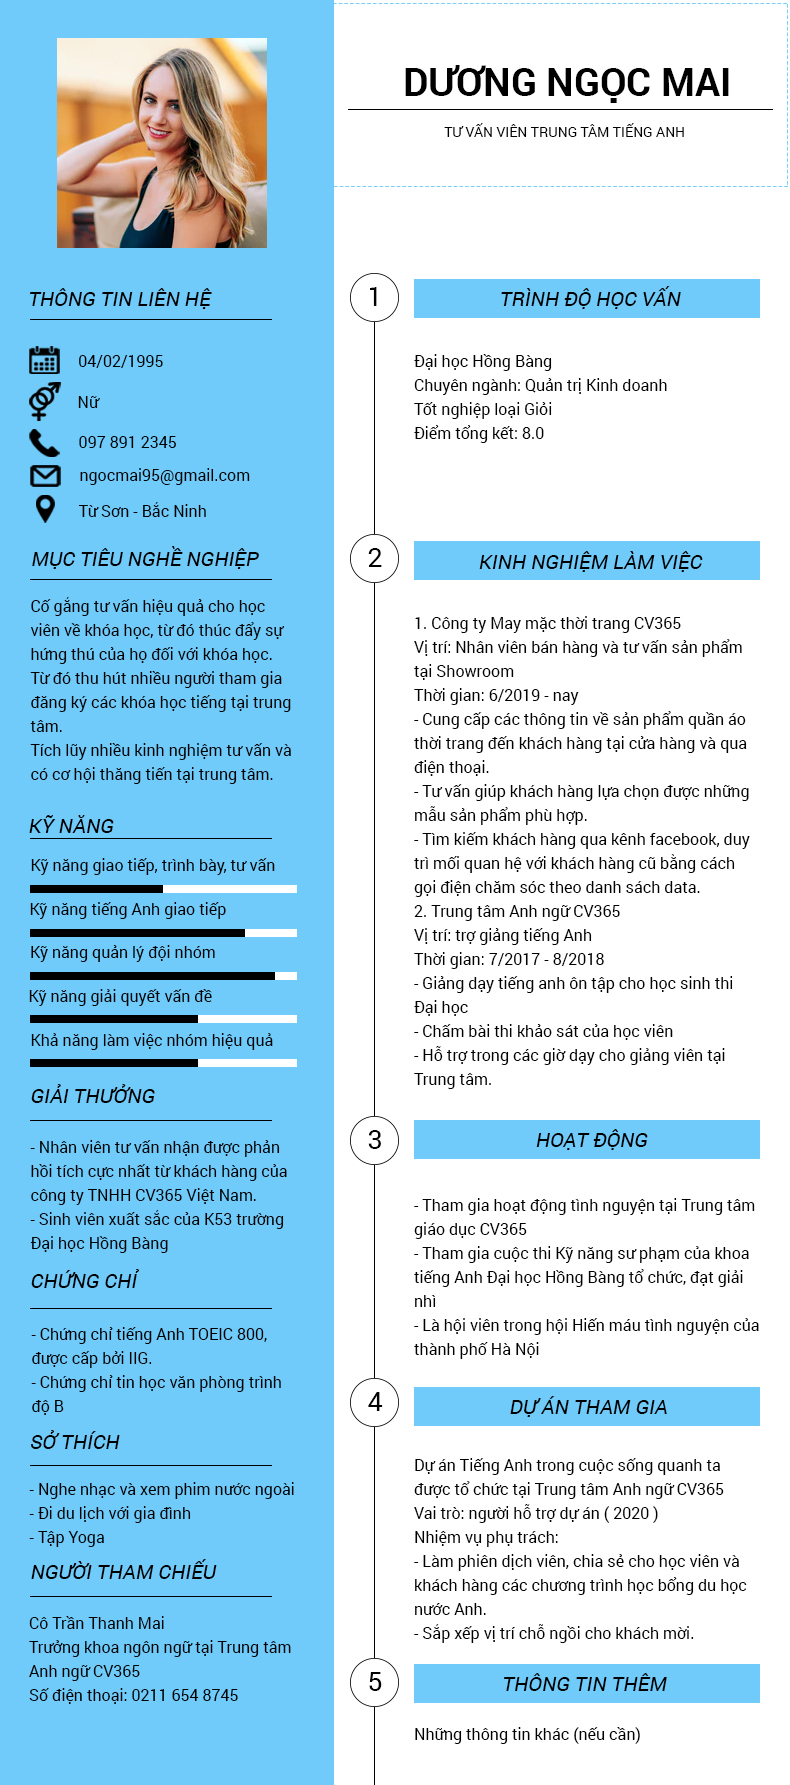 DƯƠNG NGỌC MAI
TƯ VẤN VIÊN TRUNG TÂM TIẾNG ANH
THÔNG TIN LIÊN HỆ
04/02/1995
Nữ
097 891 2345
ngocmai95@gmail.com
Từ Sơn - Bắc Ninh
MỤC TIÊU NGHỀ NGHIỆP
Cố gắng tư vấn hiệu quả cho học
viên về khóa học, từ đó thúc đẩy sự
hứng thú của họ đối với khóa học.
Từ đó thu hút nhiều người tham gia
đăng ký các khóa học tiếng tại trung
tâm.
Tích lũy nhiều kinh nghiệm tư vấn và
có cơ hội thăng tiến tại trung tâm.
KỸ NĂNG
Kỹ năng giao tiếp, trình bày, tư vấn
Kỹ năng tiếng Anh giao tiếp
Kỹ năng quản lý đội nhóm
Kỹ năng giải quyết vấn đề
Khả năng làm việc nhóm hiệu quả
GIẢI THƯỞNG
- Nhân viên tư vấn nhận được phản
hồi tích cực nhất từ khách hàng của
công ty TNHH CV365 Việt Nam.
- Sinh viên xuất sắc của K53 trường
Đại học Hồng Bàng
CHỨNG CHỈ
- Chứng chỉ tiếng Anh TOEIC 800,
được cấp bởi IIG.
- Chứng chỉ tin học văn phòng trình
độ B
SỞ THÍCH
- Nghe nhạc và xem phim nước ngoài
- Đi du lịch với gia đình
- Tập Yoga
NGƯỜI THAM CHIẾU
Cô Trần Thanh Mai
Trưởng khoa ngôn ngữ tại Trung tâm
Anh ngữ CV365
Số điện thoại: 0211 654 8745
1
TRÌNH ĐỘ HỌC VẤN
Đại học Hồng Bàng
Chuyên ngành: Quản trị Kinh doanh
Tốt nghiệp loại Giỏi
Điểm tổng kết: 8.0
2
KINH NGHIỆM LÀM VIỆC
1. Công ty May mặc thời trang CV365
Vị trí: Nhân viên bán hàng và tư vấn sản phẩm
tại Showroom
Thời gian: 6/2019 - nay
- Cung cấp các thông tin về sản phẩm quần áo
thời trang đến khách hàng tại cửa hàng và qua
điện thoại.
- Tư vấn giúp khách hàng lựa chọn được những
mẫu sản phẩm phù hợp.
- Tìm kiếm khách hàng qua kênh facebook, duy
trì mối quan hệ với khách hàng cũ bằng cách
gọi điện chăm sóc theo danh sách data.
2. Trung tâm Anh ngữ CV365
Vị trí: trợ giảng tiếng Anh
Thời gian: 7/2017 - 8/2018
- Giảng dạy tiếng anh ôn tập cho học sinh thi
Đại học
- Chấm bài thi khảo sát của học viên
- Hỗ trợ trong các giờ dạy cho giảng viên tại
Trung tâm.
3
HOẠT ĐỘNG
- Tham gia hoạt động tình nguyện tại Trung tâm
giáo dục CV365
- Tham gia cuộc thi Kỹ năng sư phạm của khoa
tiếng Anh Đại học Hồng Bàng tổ chức, đạt giải
nhì
- Là hội viên trong hội Hiến máu tình nguyện của
thành phố Hà Nội
4
DỰ ÁN THAM GIA
Dự án Tiếng Anh trong cuộc sống quanh ta
được tổ chức tại Trung tâm Anh ngữ CV365
Vai trò: người hỗ trợ dự án ( 2020 )
Nhiệm vụ phụ trách:
- Làm phiên dịch viên, chia sẻ cho học viên và
khách hàng các chương trình học bổng du học
nước Anh.
- Sắp xếp vị trí chỗ ngồi cho khách mời.
5
THÔNG TIN THÊM
Những thông tin khác (nếu cần)